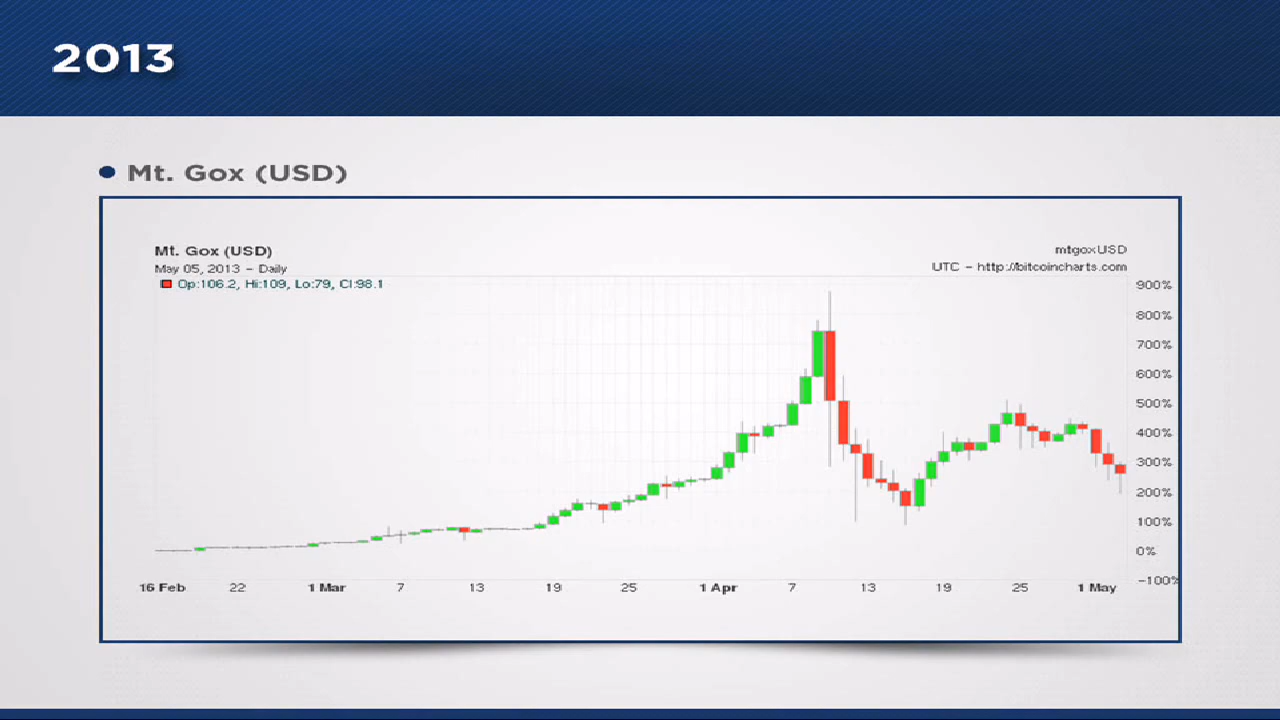 2013
Mt. Gox (USD)
Mt. Gox (USD)
mtgoxUSD
May 05, 2013 – Daily
UTC – http://bitcoincharts.com
Op:106.2, Hi:109, Lo:79, Cl:98.1
900%
800%
700%
600%
500%
400%
300%
200%
100%
0%
-100%
16 Feb 22 1 Mar 7 13 19 25 1 Apr 7 13 19 25 1 May